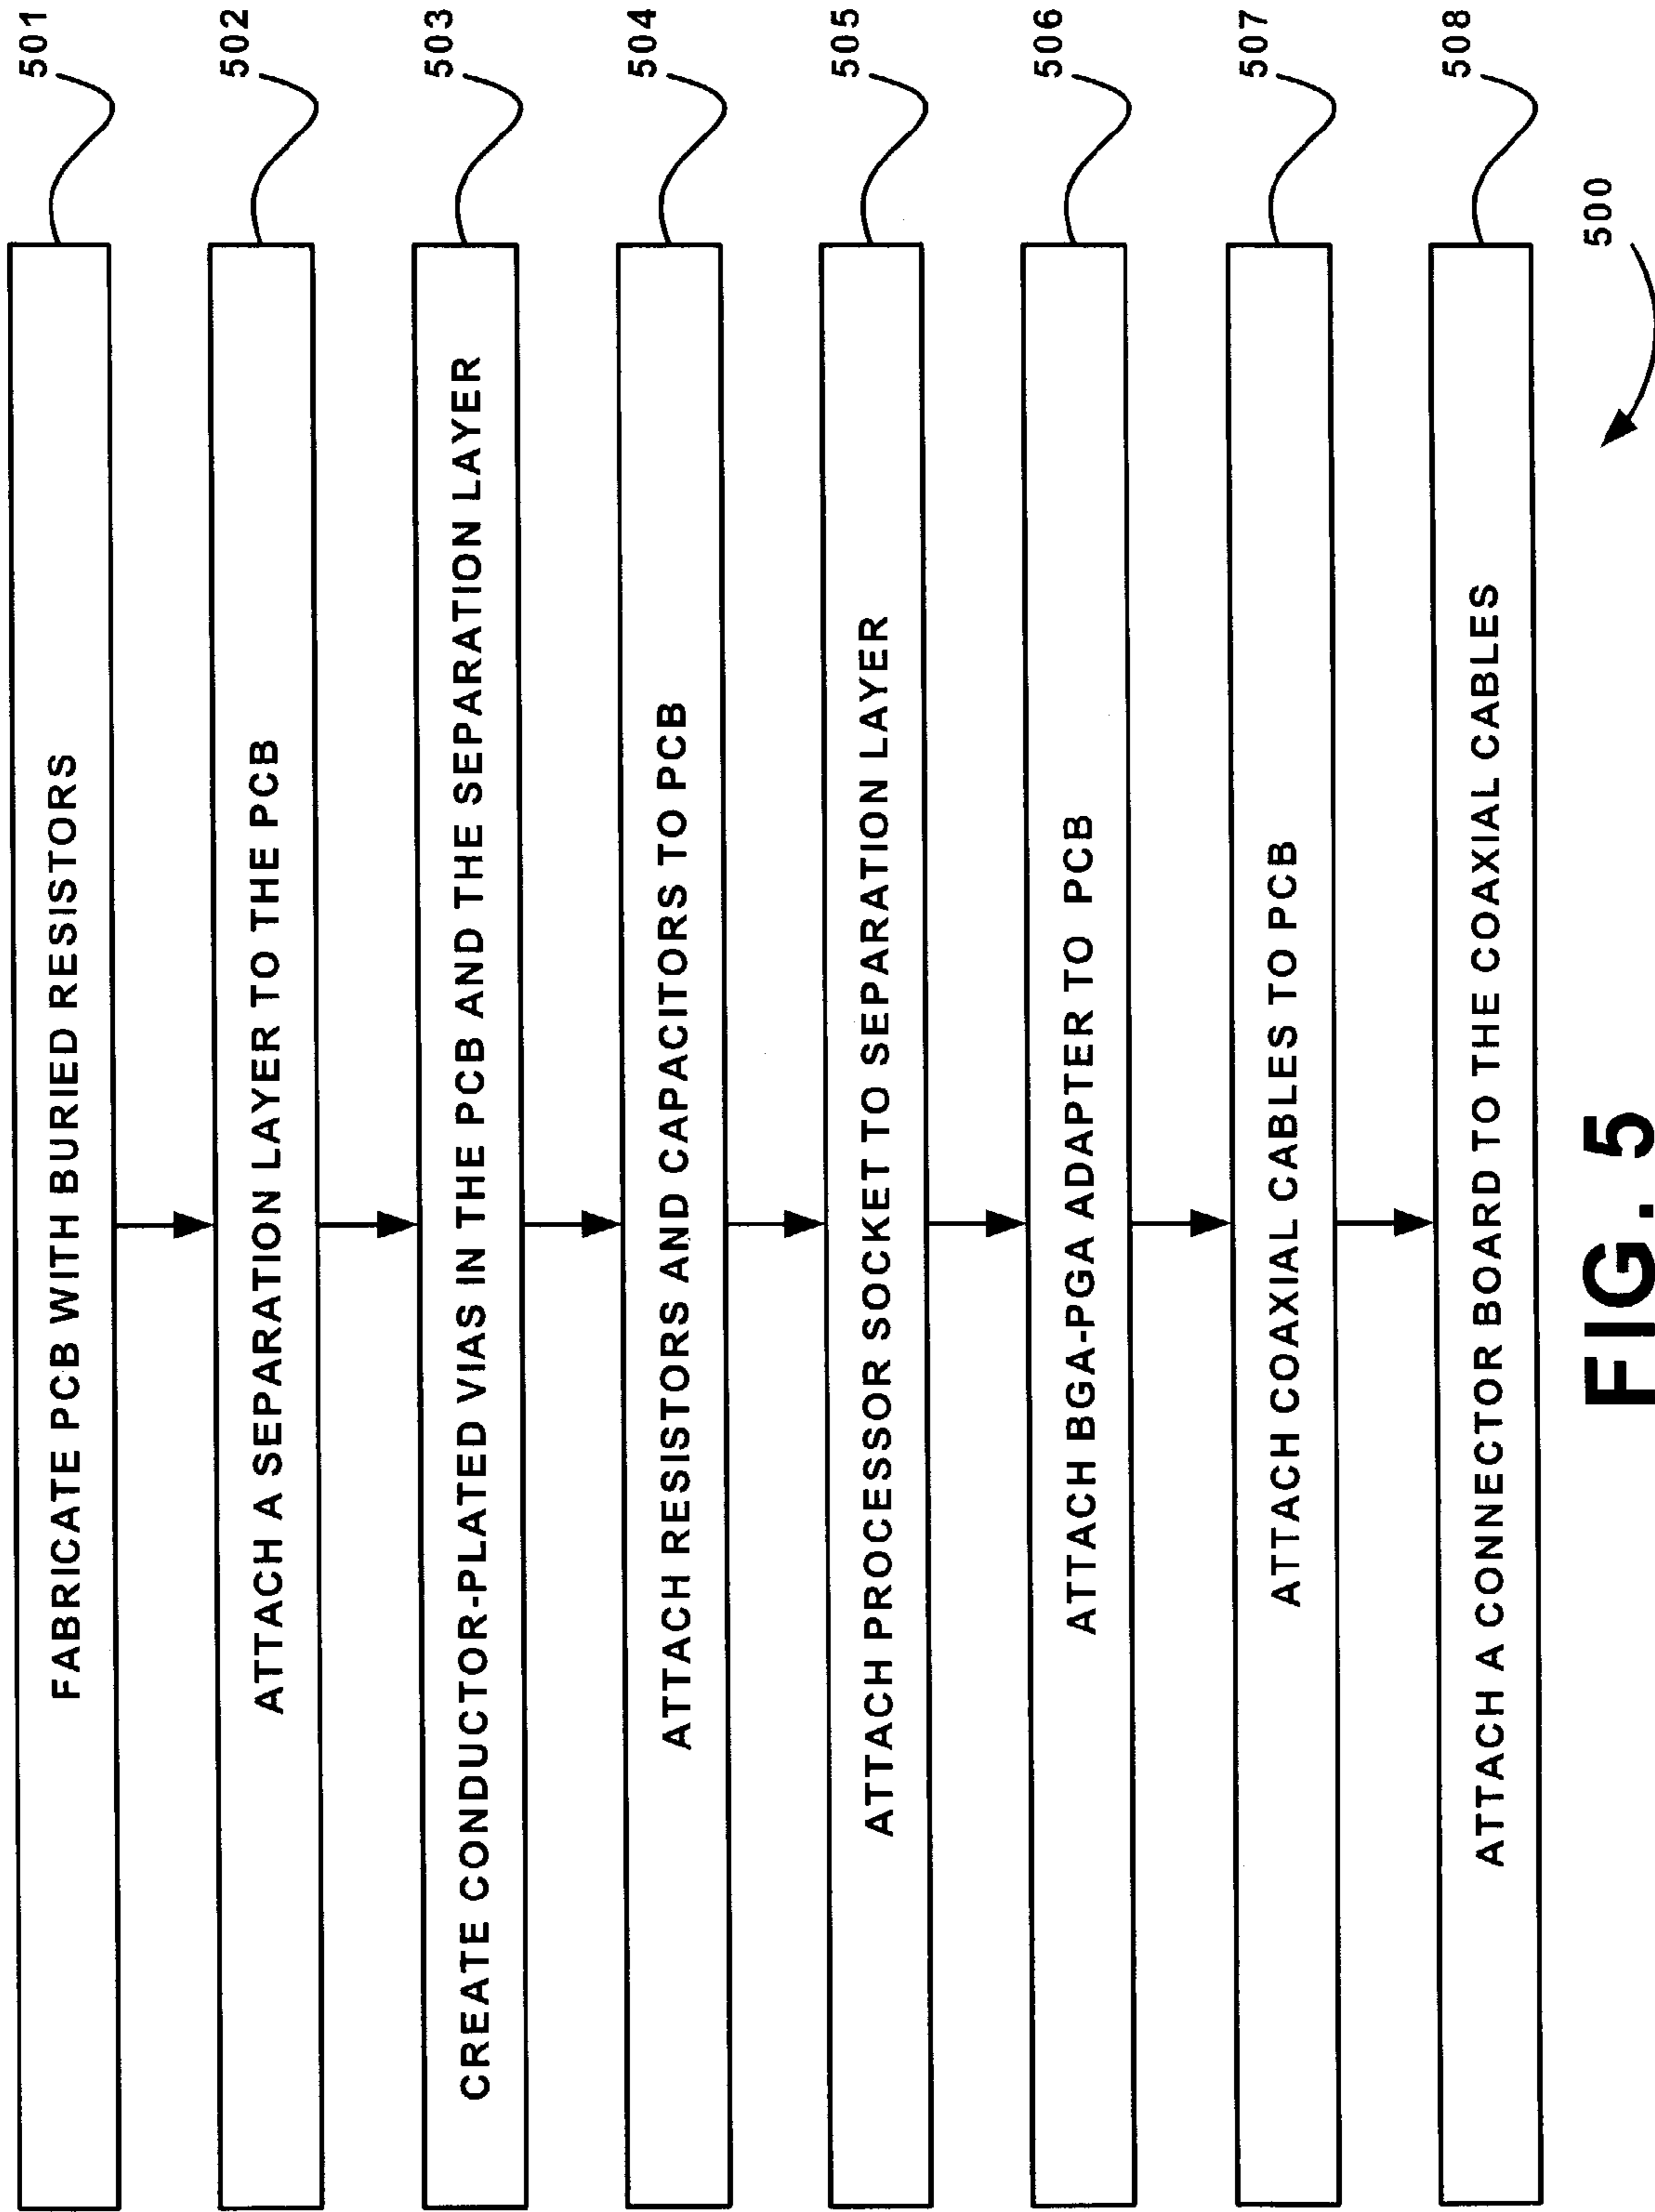 FABRICATE PCB WITH BURIED RESISTORS
501
ATTACH A SEPARATION LAYER TO THE PCB
502
CREATE CONDUCTOR-PLATED VIAS IN THE PCB AND THE SEPARATION LAYER
503
ATTACH RESISTORS AND CAPACITORS TO PCB
504
ATTACH PROCESSOR SOCKET TO SEPARATION LAYER
505
ATTACH BGA-PGA ADAPTER TO PCB
506
ATTACH COAXIAL CABLES TO PCB
507
ATTACH A CONNECTOR BOARD TO THE COAXIAL CABLES
508
500
FIG. 5